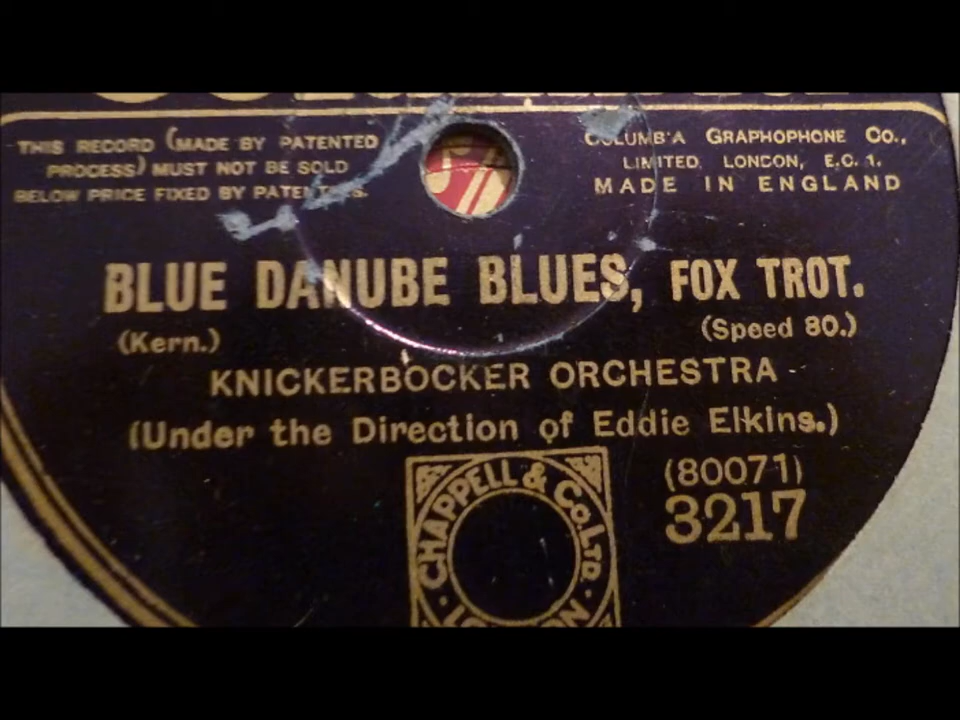 THIS RECORD (MADE BY PATENTED
PROCESS) MUST NOT BE SOLD
BELOW PRICE FIXED BY PATENTEES.
COLUMBIA GRAPHOPHONE CO.,
LIMITED, LONDON, E.C. 1.
MADE IN ENGLAND
BLUE DANUBE BLUES, FOX TROT.
(Kern.) (Speed 80.)
KNICKERBOCKER ORCHESTRA
(Under the Direction of Eddie Elkins.)
(80071)
3217
CHAPPELL & Co. LTD.
LONDON